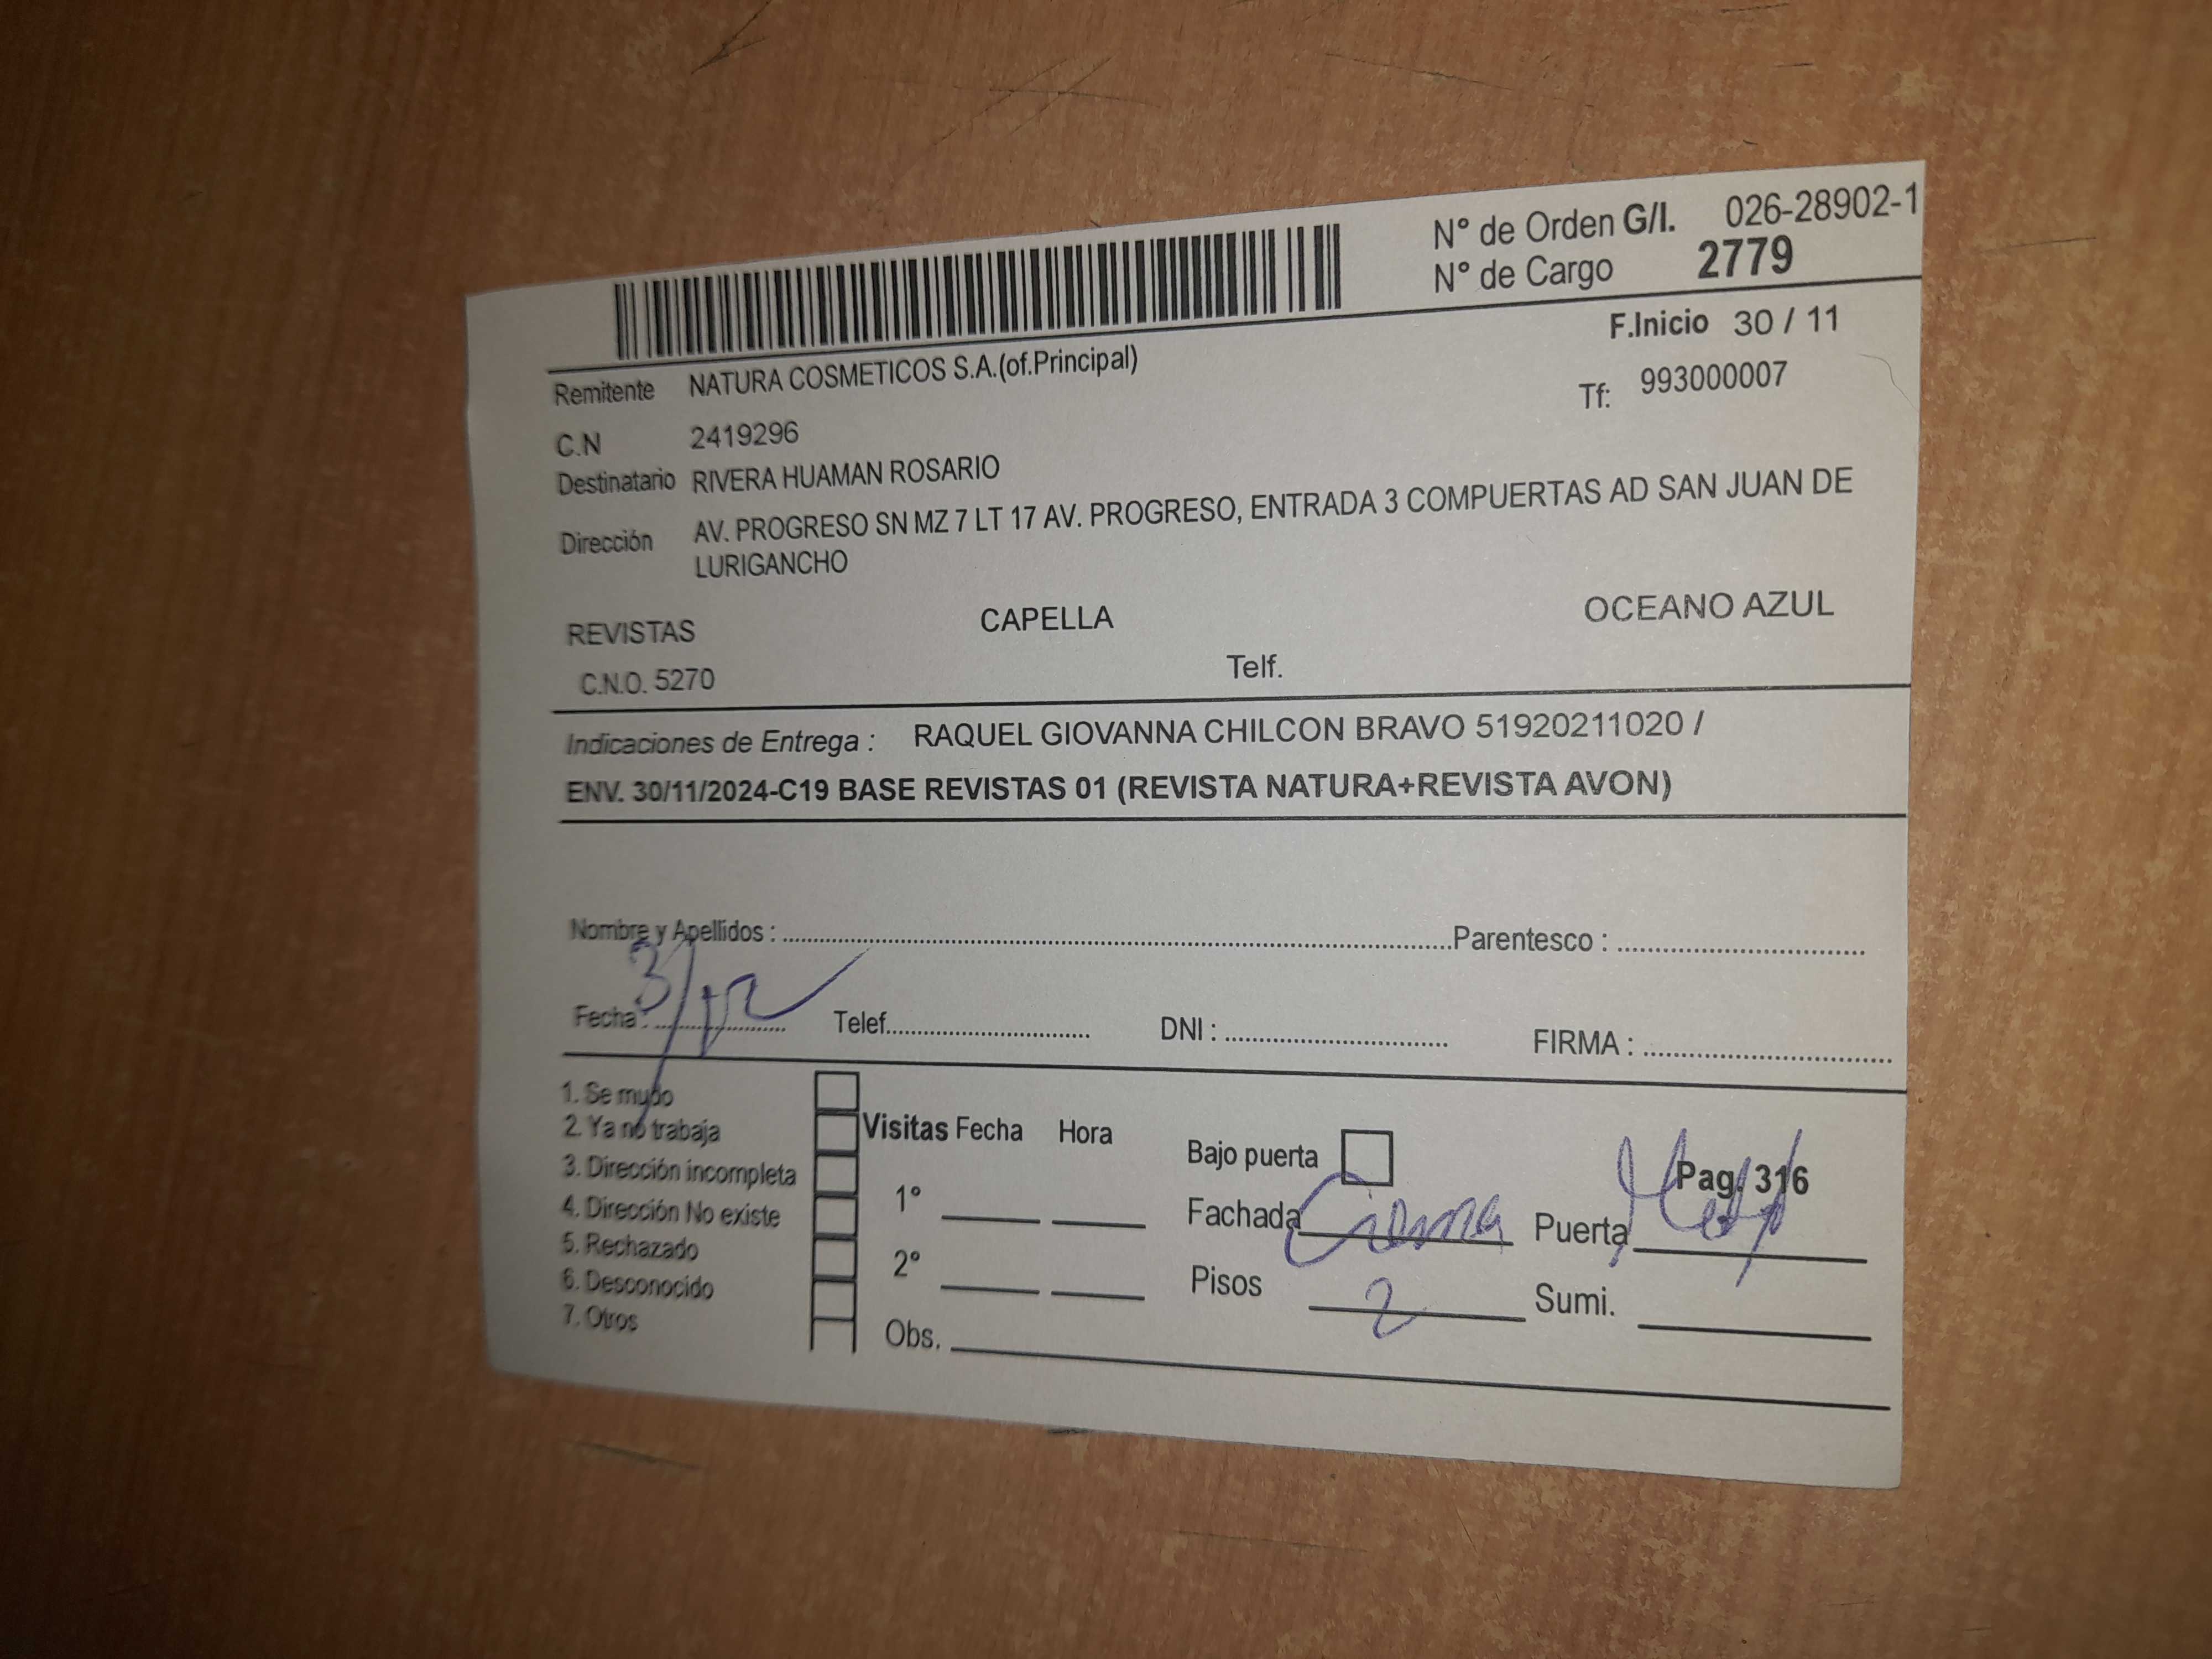 N° de Orden G/I. 026-28902-1
N° de Cargo 2779
F.Inicio 30 / 11
Remitente NATURA COSMETICOS S.A.(of.Principal)
Tf: 993000007
C.N 2419296
Destinatario RIVERA HUAMAN ROSARIO
Dirección AV. PROGRESO SN MZ 7 LT 17 AV. PROGRESO, ENTRADA 3 COMPUERTAS AD SAN JUAN DE
LURIGANCHO
REVISTAS CAPELLA OCEANO AZUL
C.N.O. 5270 Telf.
Indicaciones de Entrega : RAQUEL GIOVANNA CHILCON BRAVO 51920211020 /
ENV. 30/11/2024-C19 BASE REVISTAS 01 (REVISTA NATURA+REVISTA AVON)
Nombre y Apellidos : Parentesco :
Fecha : 3/12 Telef. DNI : FIRMA :
1. Se mudo
2. Ya no trabaja
3. Dirección incompleta
4. Dirección No existe
5. Rechazado
6. Desconocido
7. Otros
Visitas Fecha Hora
1°
2°
Obs.
Bajo puerta Pag. 316
Fachada Crema Puerta
Pisos 2 Sumi.